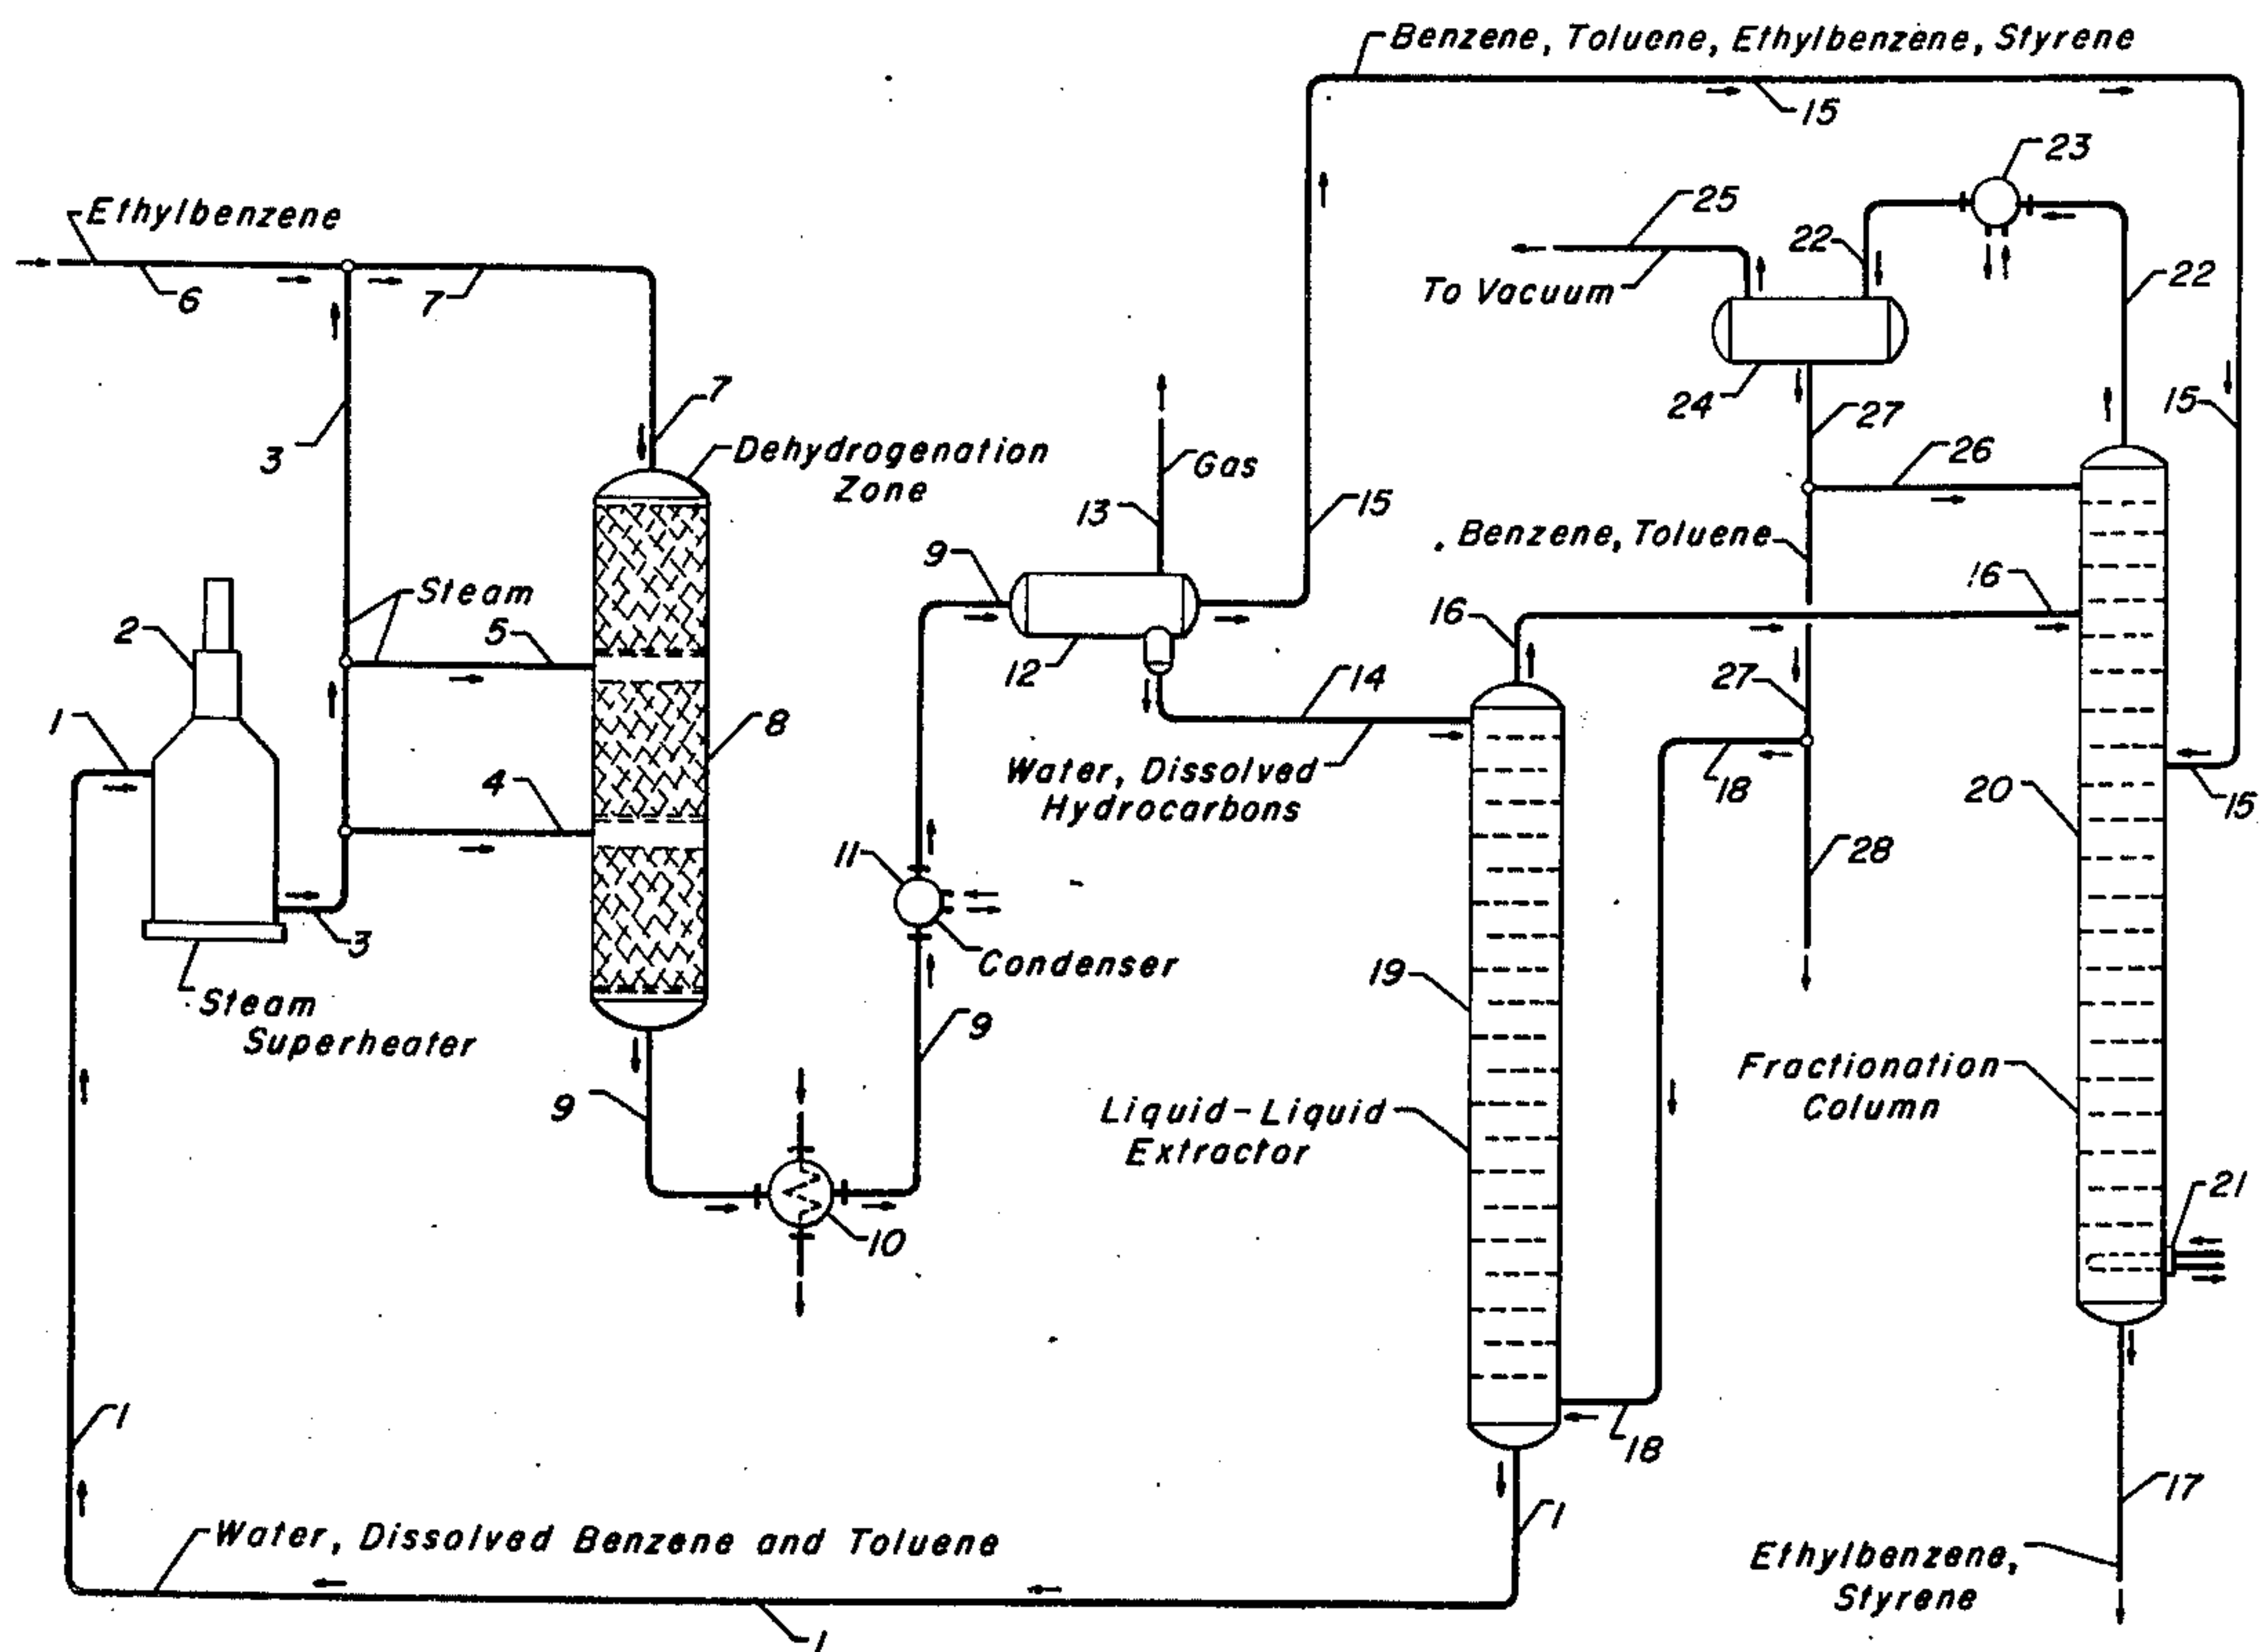 Benzene, Toluene, Ethylbenzene, Styrene
15
23
25
Ethylbenzene
22
22
6
7
To Vacuum
24
27
15
7
3
Dehydrogenation
Zone
Gas
26
13
15
Benzene, Toluene
9
16
Steam
2
5
16
12
14
27
1
8
4
Water, Dissolved
Hydrocarbons
18
20
15
11
28
3
Condenser
19
Steam
Superheater
9
Fractionation
Column
9
Liquid-Liquid
Extractor
10
21
1
18
17
1
Water, Dissolved Benzene and Toluene
Ethylbenzene,
Styrene
1